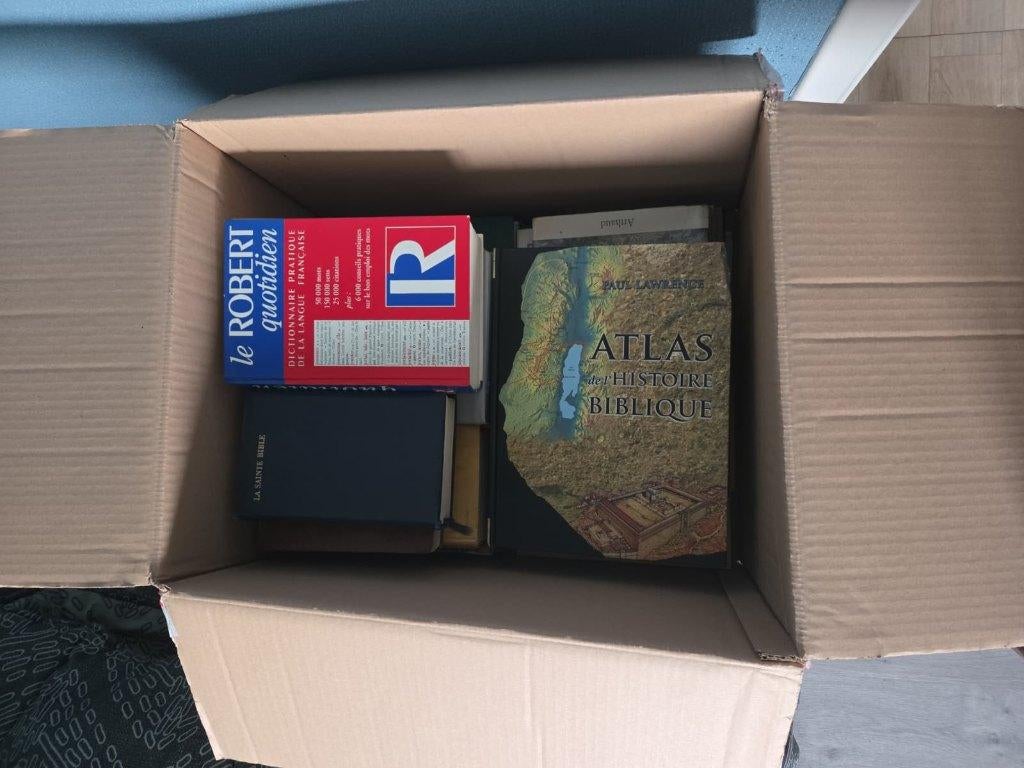 le ROBERT
quotidien
DICTIONNAIRE PRATIQUE
DE LA LANGUE FRANÇAISE
50 000 mots
150 000 sens
25 000 citations
plus :
6 000 conseils pratiques
sur le bon emploi des mots
R
quotidien
LA SAINTE BIBLE
Arthaud
PAUL LAWRENCE
ATLAS
de l'HISTOIRE
BIBLIQUE